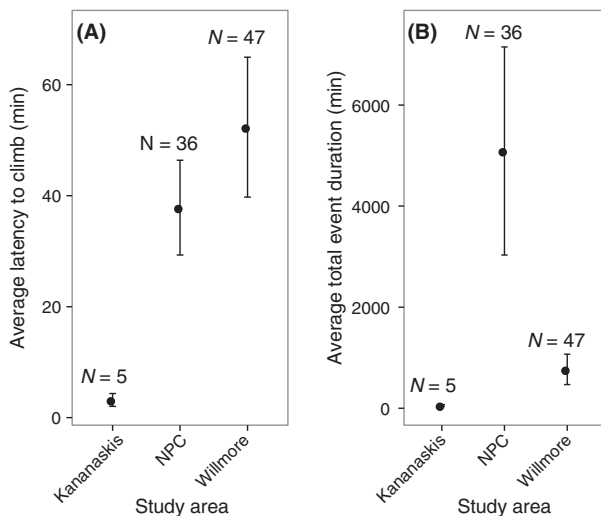 (A)
N = 47
N = 36
N = 5
60
40
20
0
Average latency to climb (min)
Kananaskis
NPC
Willmore
Study area
(B)
N = 36
N = 47
N = 5
6000
4000
2000
0
Average total event duration (min)
Kananaskis
NPC
Willmore
Study area